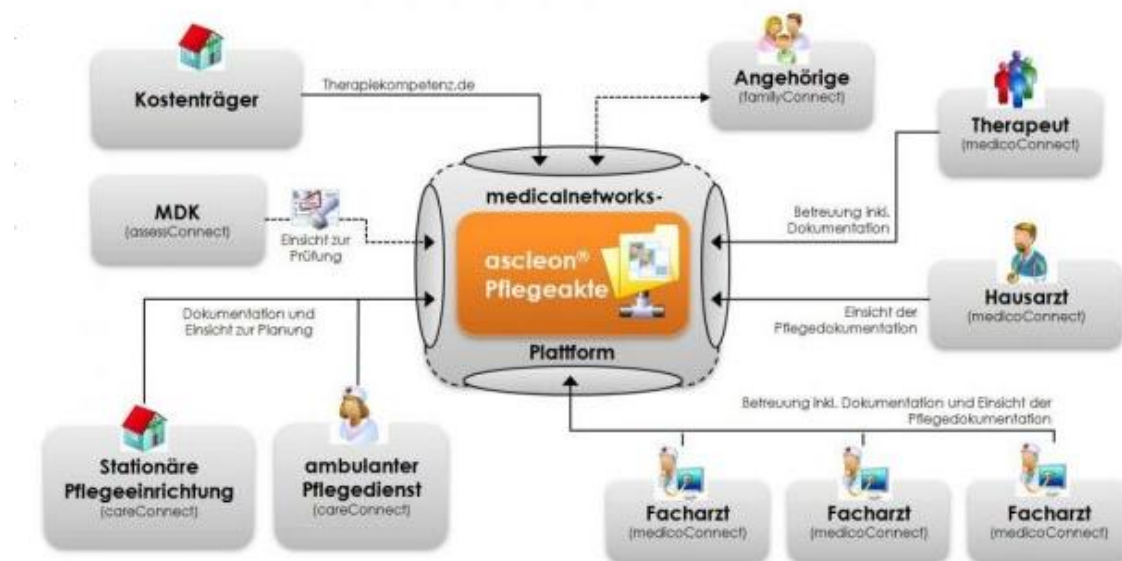 Kostenträger
Therapiekompetenz.de
Angehörige
(familyConnect)
Therapeut
(medicoConnect)
MDK
(assessConnect)
Einsicht zur
Prüfung
medicalnetworks-
ascleon®
Pflegeakte
Plattform
Betreuung inkl.
Dokumentation
Hausarzt
(medicoConnect)
Einsicht der
Pflegedokumentation
Dokumentation und
Einsicht zur Planung
Stationäre
Pflegeeinrichtung
(careConnect)
ambulanter
Pflegedienst
(careConnect)
Betreuung inkl. Dokumentation und Einsicht der
Pflegedokumentation
Facharzt
(medicoConnect)
Facharzt
(medicoConnect)
Facharzt
(medicoConnect)